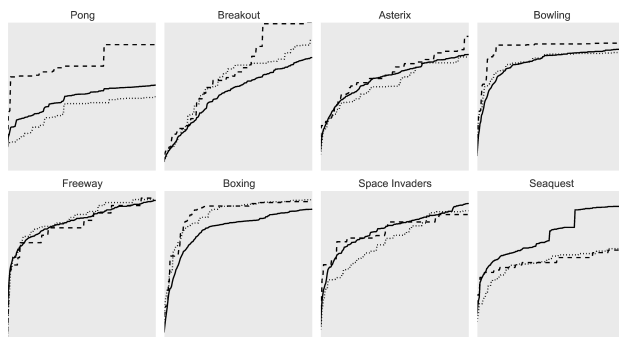 Pong
Breakout
Asterix
Bowling
Freeway
Boxing
Space Invaders
Seaquest